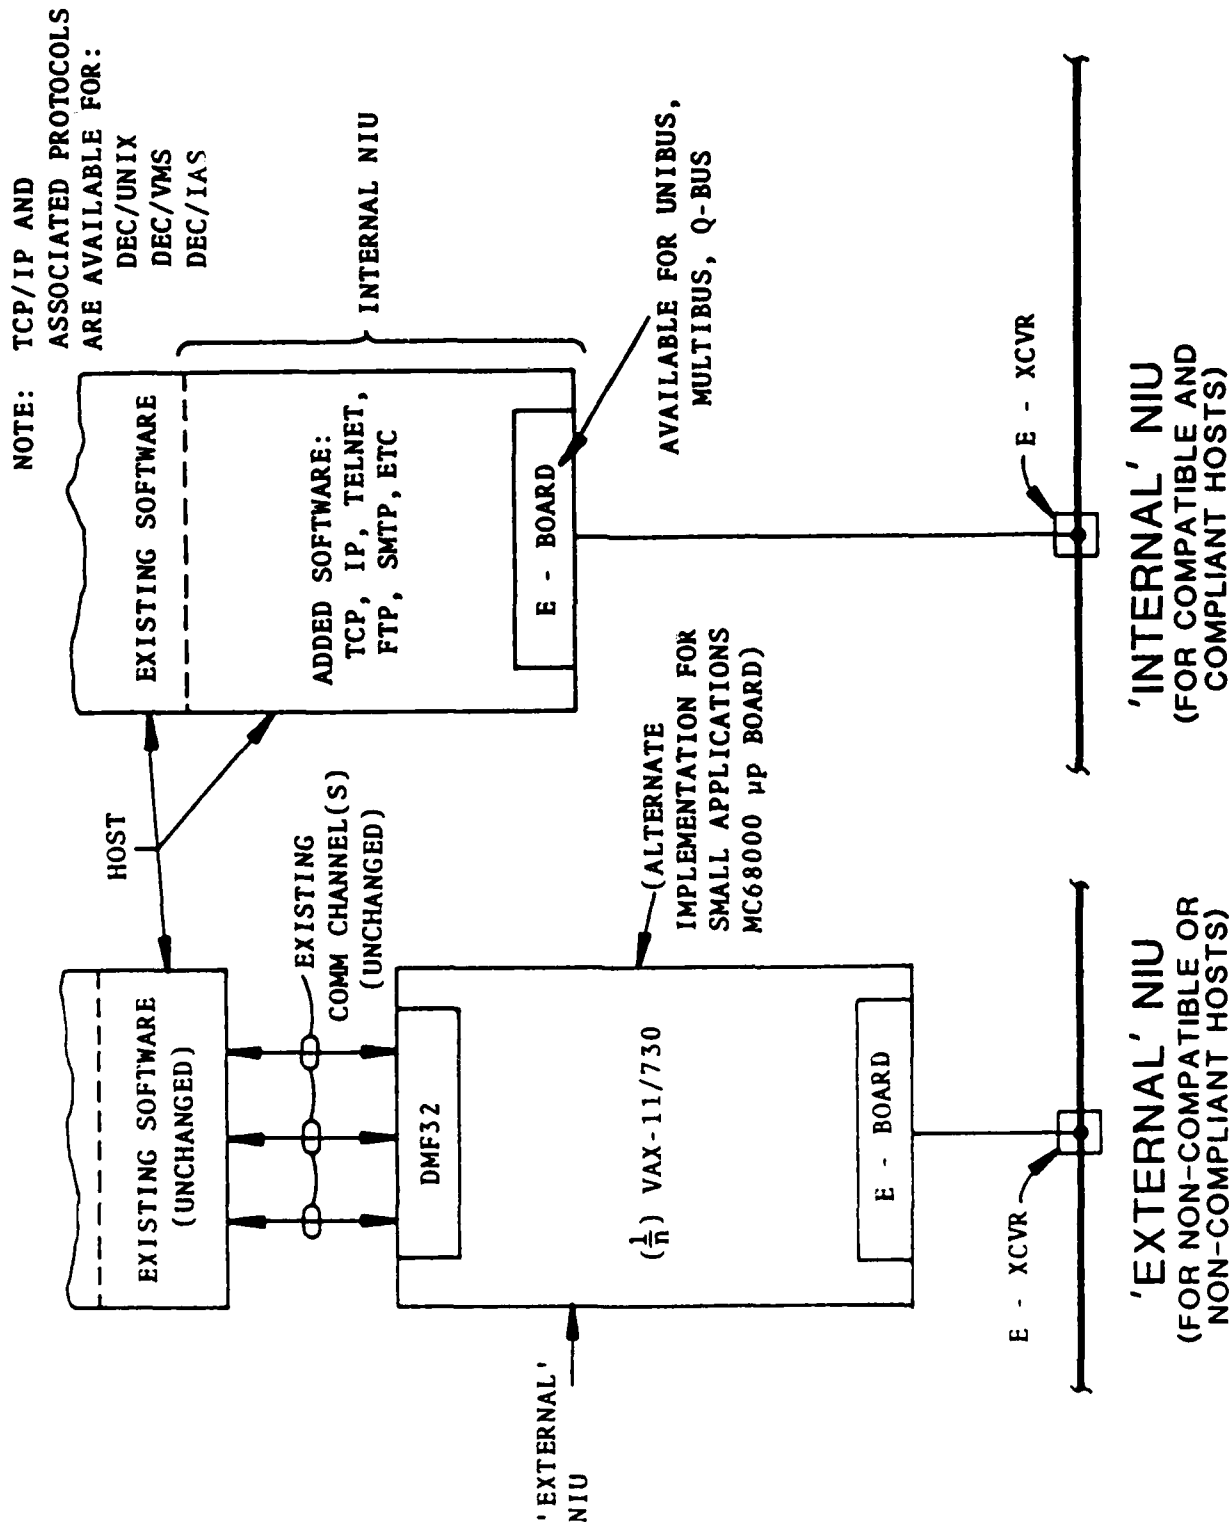 NOTE: TCP/IP AND
ASSOCIATED PROTOCOLS
ARE AVAILABLE FOR:
DEC/UNIX
DEC/VMS
DEC/IAS
HOST
EXISTING SOFTWARE
(UNCHANGED)
EXISTING
COMM CHANNEL(S)
(UNCHANGED)
DMF32
(1/n) VAX-11/730
E - BOARD
'EXTERNAL'
NIU
(ALTERNATE
IMPLEMENTATION FOR
SMALL APPLICATIONS
MC68000 µp BOARD)
E - XCVR
'EXTERNAL' NIU
(FOR NON-COMPATIBLE OR
NON-COMPLIANT HOSTS)
EXISTING SOFTWARE
ADDED SOFTWARE:
TCP, IP, TELNET,
FTP, SMTP, ETC
E - BOARD
INTERNAL NIU
AVAILABLE FOR UNIBUS,
MULTIBUS, Q-BUS
E - XCVR
'INTERNAL' NIU
(FOR COMPATIBLE AND
COMPLIANT HOSTS)